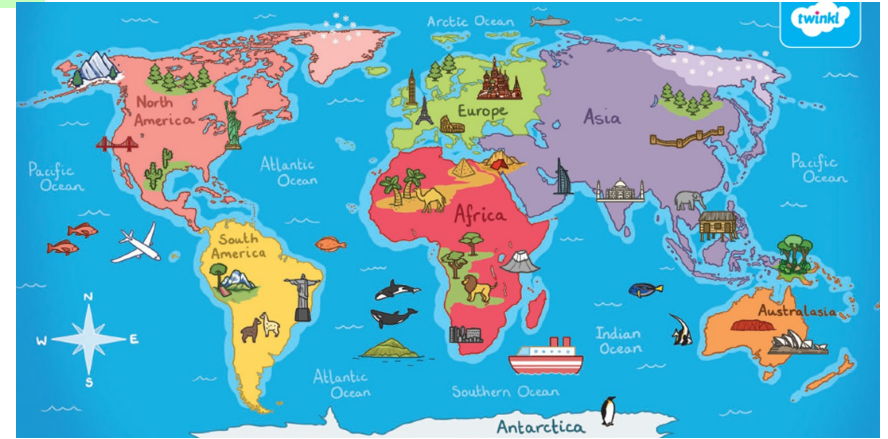 twinkl
Arctic Ocean
North
America
Europe
Asia
Pacific
Ocean
Atlantic
Ocean
Pacific
Ocean
Africa
South
America
N
W
E
S
Australasia
Indian
Ocean
Atlantic
Ocean
Southern Ocean
Antarctica